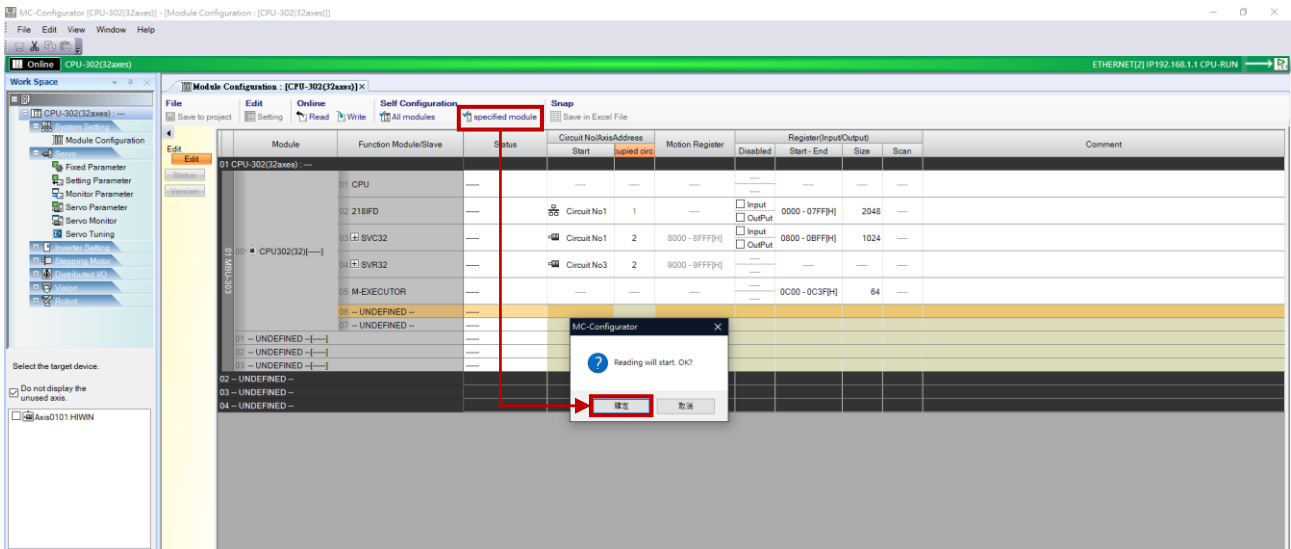 MC-Configurator [CPU-302(32axes)] - [Module Configuration : [CPU-302(32axes)]]
File Edit View Window Help
Online CPU-302(32axes) ETHERNET[2] IP192.168.1.1 CPU-RUN
Work Space
Module Configuration : [CPU-302(32axes)]
File Edit Online Self Configuration Snap
Save to project Setting Read Write All modules specified module Save in Excel File
CPU-302(32axes) : ---
System Setting
Module Configuration
Servo
Fixed Parameter
Setting Parameter
Monitor Parameter
Servo Parameter
Servo Monitor
Servo Tuning
Inverter Setting
Stepping Motor
Distributed I/O
Vision
Robot
Select the target device.
Do not display the
unused axis.
Axis0101:HIWIN
Edit
Edit
Status
Version
Module Function Module/Slave Status Circuit No/AxisAddress Motion Register Register(Input/Output) Comment
Start cupied circ Disabled Start - End Size Scan
01 CPU-302(32axes) : ---
01 MBU-303
00 CPU302(32)[-----]
01 CPU ----- ---- ---- ---- ---- ---- ---- ---- ----
02 218IFD ----- Circuit No1 1 ---- Input OutPut 0000 - 07FF[H] 2048 ----
03 SVC32 ----- Circuit No1 2 8000 - 8FFF[H] Input OutPut 0800 - 0BFF[H] 1024 ----
04 SVR32 ----- Circuit No3 2 9000 - 9FFF[H] ---- ---- ---- ---- ----
05 M-EXECUTOR ----- ---- ---- ---- ---- ---- 0C00 - 0C3F[H] 64 ----
06 -- UNDEFINED -- -----
07 -- UNDEFINED -- -----
01 -- UNDEFINED --[-----] -----
02 -- UNDEFINED --[-----] -----
03 -- UNDEFINED --[-----] -----
02 -- UNDEFINED --
03 -- UNDEFINED --
04 -- UNDEFINED --
MC-Configurator
Reading will start. OK?
確定 取消